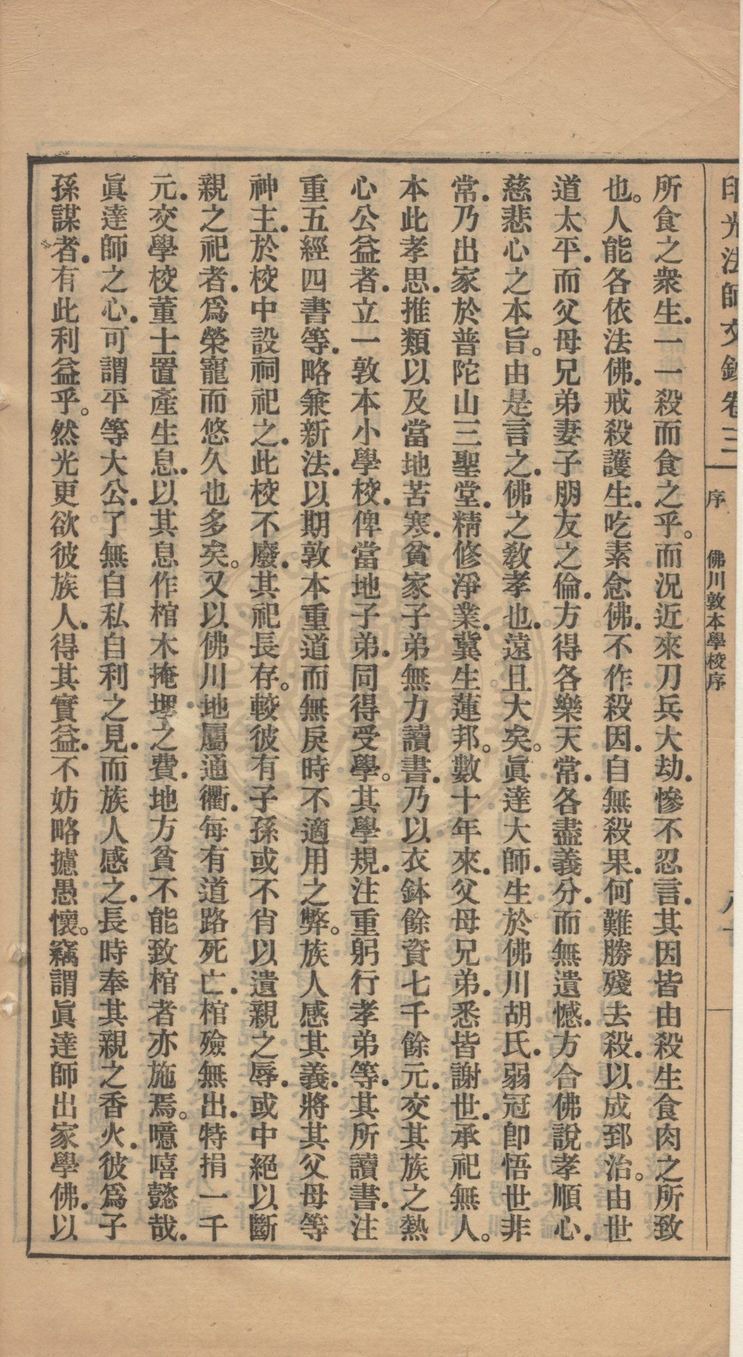 印光法師文鈔卷三 序 佛川敦本學校序
所食之衆生.一一殺而食之乎。而況近來刀兵大劫.慘不忍言.其因皆由殺生食肉之所致
也。人能各依法佛.戒殺護生.吃素念佛.不作殺因.自無殺果.何難勝殘去殺.以成郅治。由世
道太平.而父母兄弟妻子朋友之倫.方得各樂天常.各盡義分.而無遺憾.方合佛說孝順心.
慈悲心之本旨。由是言之.佛之敎孝也.遠且大矣。眞達大師.生於佛川胡氏.弱冠卽悟世非
常.乃出家於普陀山三聖堂.精修淨業.冀生蓮邦。數十年來.父母兄弟.悉皆謝世.承祀無人。
本此孝思.推類以及當地苦寒.貧家子弟無力讀書.乃以衣鉢餘資七千餘元.交其族之熱
心公益者.立一敦本小學校.俾當地子弟.同得受學。其學規.注重躬行孝弟等.其所讀書.注
重五經四書等.略兼新法.以期敦本重道而無戾時不適用之弊。族人感其義.將其父母等
神主.於校中設祠祀之.此校不廢.其祀長存。較彼有子孫或不肖以遺親之辱.或中絕以斷
親之祀者.爲榮寵而悠久也多矣。又以佛川地屬通衢.每有道路死亡.棺殮無出.特捐一千
元.交學校董士置產生息.以其息作棺木掩埋之費.地方貧不能致棺者亦施焉。噫嘻懿哉.
眞達師之心.可謂平等大公.了無自私自利之見.而族人感之.長時奉其親之香火.彼爲子
孫謀者.有此利益乎。然光更欲彼族人.得其實益.不妨略攄愚懷。竊謂眞達師出家學佛.以